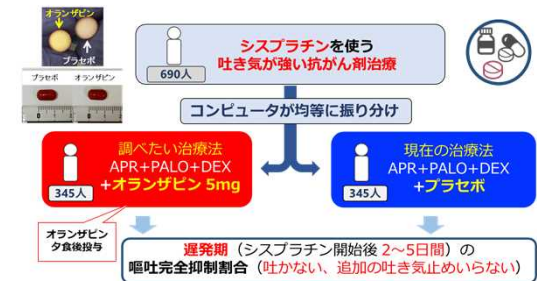 オランザピン
プラセボ
プラセボ オランザピン
シスプラチンを使う
吐き気が強い抗がん剤治療
690人
コンピュータが均等に振り分け
調べたい治療法
APR+PALO+DEX
+オランザピン 5mg
345人
現在の治療法
APR+PALO+DEX
+プラセボ
345人
オランザピン
夕食後投与
遅発期（シスプラチン開始後 2～5日間）の
嘔吐完全抑制割合（吐かない、追加の吐き気止めいらない）